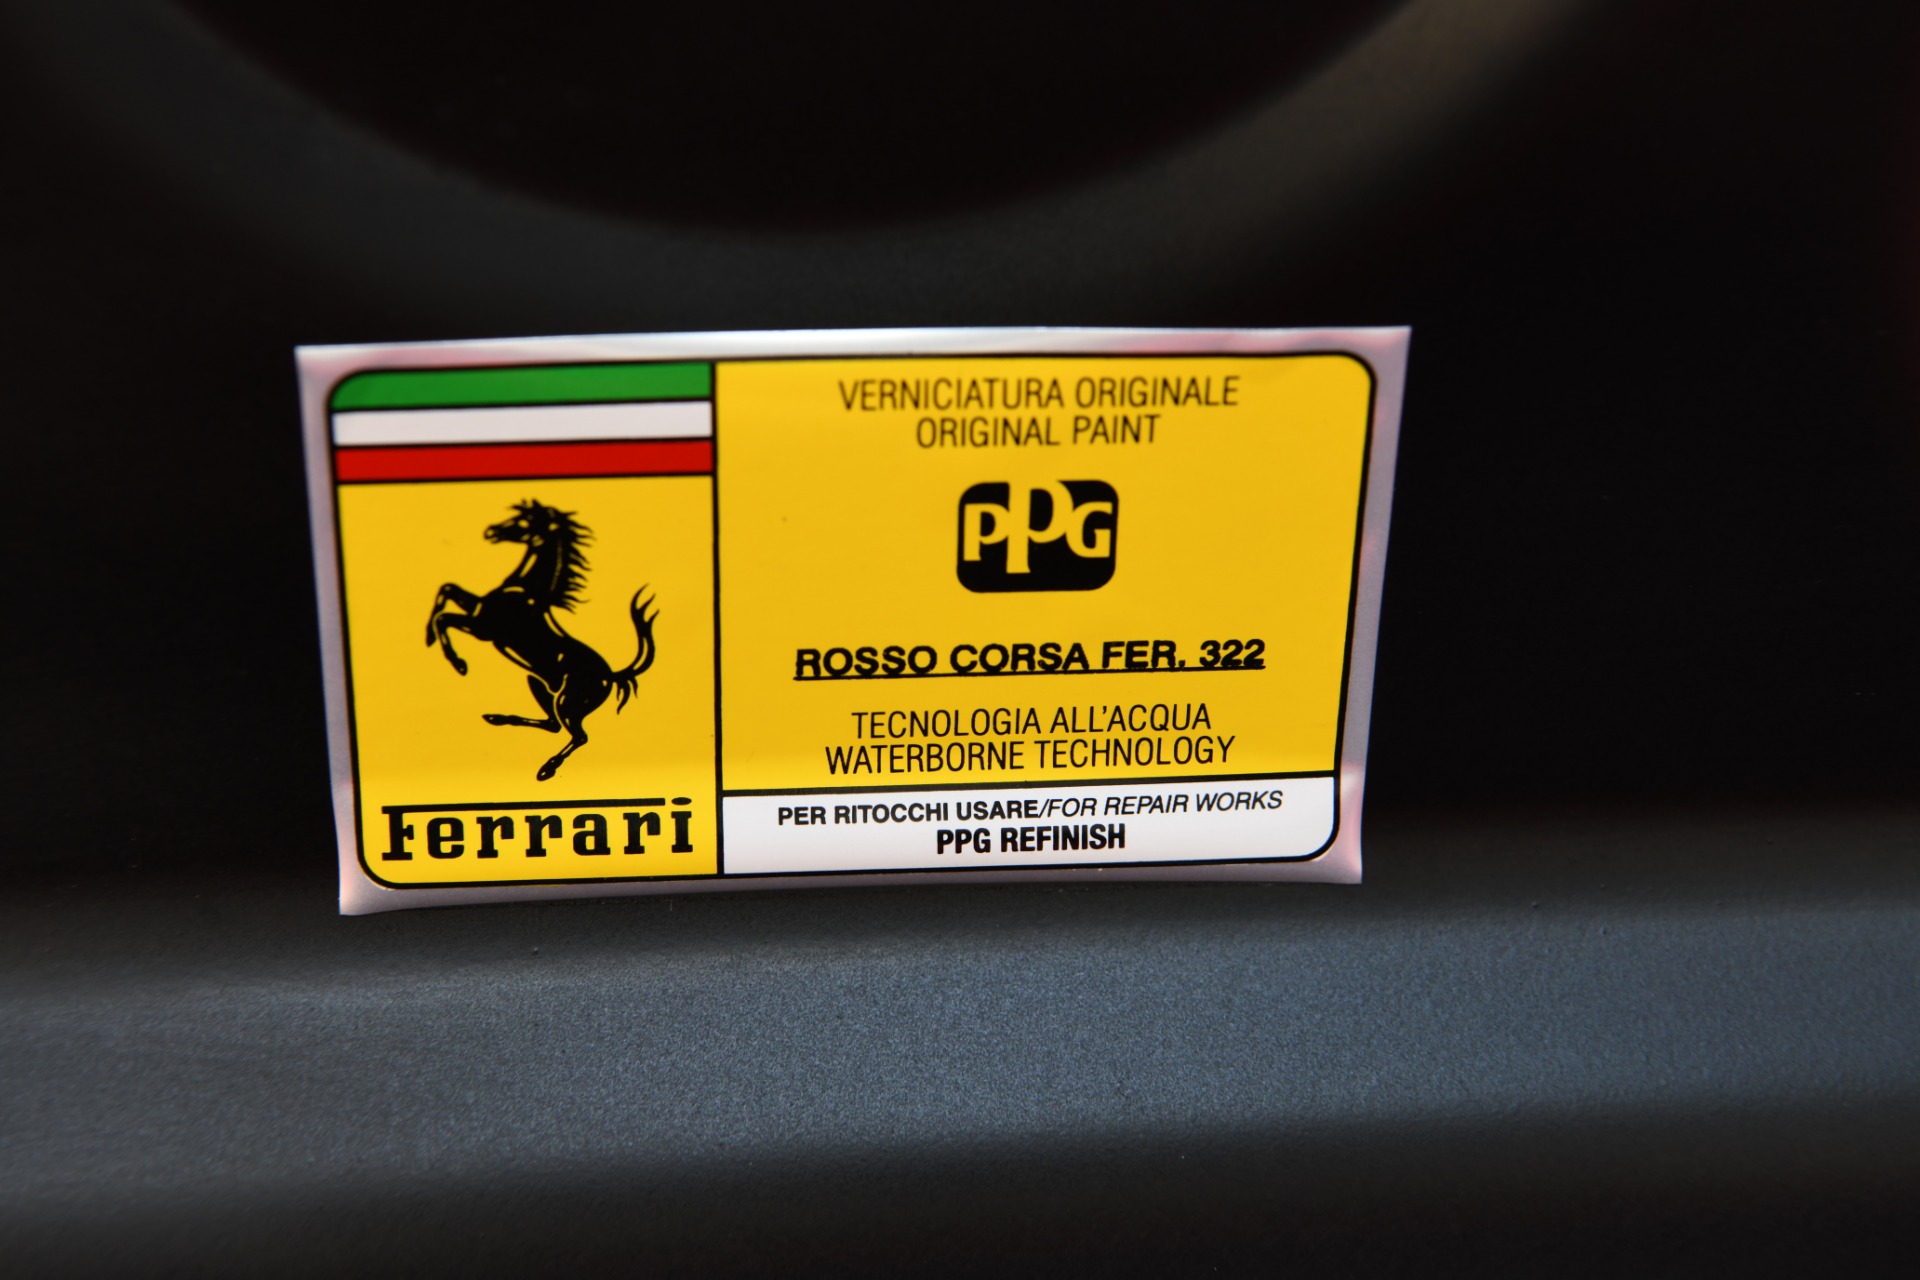 VERNICIATURA ORIGINALE
ORIGINAL PAINT
PPG
ROSSO CORSA FER. 322
TECNOLOGIA ALL'ACQUA
WATERBORNE TECHNOLOGY
Ferrari
PER RITOCCHI USARE/FOR REPAIR WORKS
PPG REFINISH